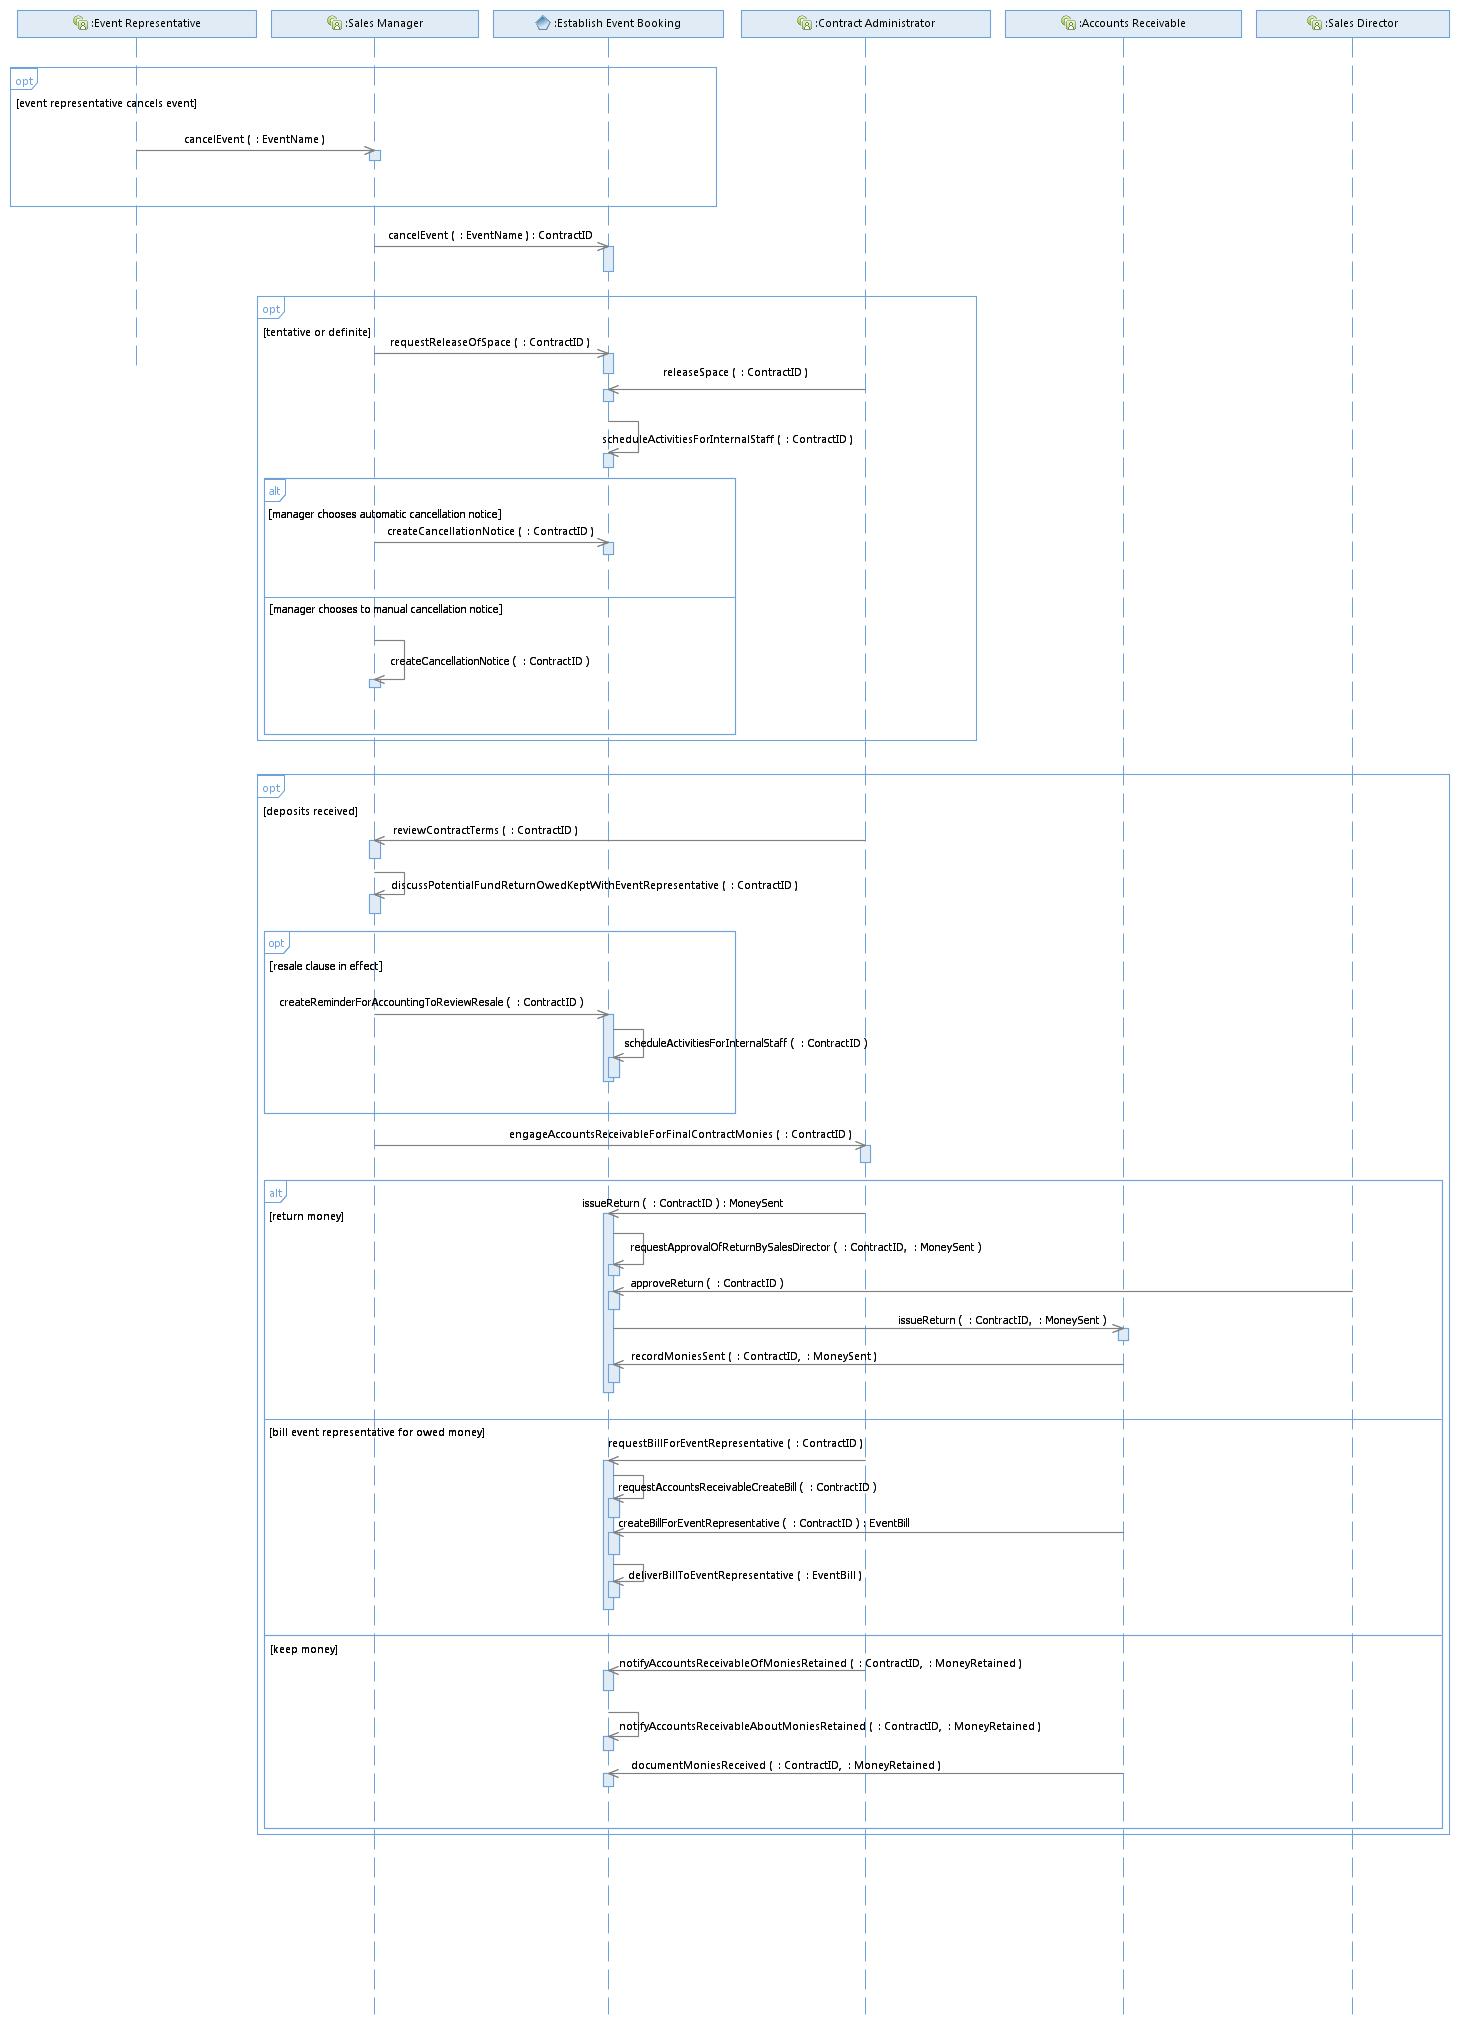 :Event Representative
:Sales Manager
:Establish Event Booking
:Contract Administrator
:Accounts Receivable
:Sales Director
opt
[event representative cancels event]
cancelEvent ( : EventName )
cancelEvent ( : EventName ) : ContractID
opt
[tentative or definite]
requestReleaseOfSpace ( : ContractID )
releaseSpace ( : ContractID )
scheduleActivitiesForInternalStaff ( : ContractID )
alt
[manager chooses automatic cancellation notice]
createCancellationNotice ( : ContractID )
[manager chooses to manual cancellation notice]
createCancellationNotice ( : ContractID )
opt
[deposits received]
reviewContractTerms ( : ContractID )
discussPotentialFundReturnOwedKeptWithEventRepresentative ( : ContractID )
opt
[resale clause in effect]
createReminderForAccountingToReviewResale ( : ContractID )
scheduleActivitiesForInternalStaff ( : ContractID )
engageAccountsReceivableForFinalContractMonies ( : ContractID )
alt
issueReturn ( : ContractID ) : MoneySent
[return money]
requestApprovalOfReturnBySalesDirector ( : ContractID, : MoneySent )
approveReturn ( : ContractID )
issueReturn ( : ContractID, : MoneySent )
recordMoniesSent ( : ContractID, : MoneySent )
[bill event representative for owed money]
requestBillForEventRepresentative ( : ContractID )
requestAccountsReceivableCreateBill ( : ContractID )
createBillForEventRepresentative ( : ContractID ) : EventBill
deliverBillToEventRepresentative ( : EventBill )
[keep money]
notifyAccountsReceivableOfMoniesRetained ( : ContractID, : MoneyRetained )
notifyAccountsReceivableAboutMoniesRetained ( : ContractID, : MoneyRetained )
documentMoniesReceived ( : ContractID, : MoneyRetained )